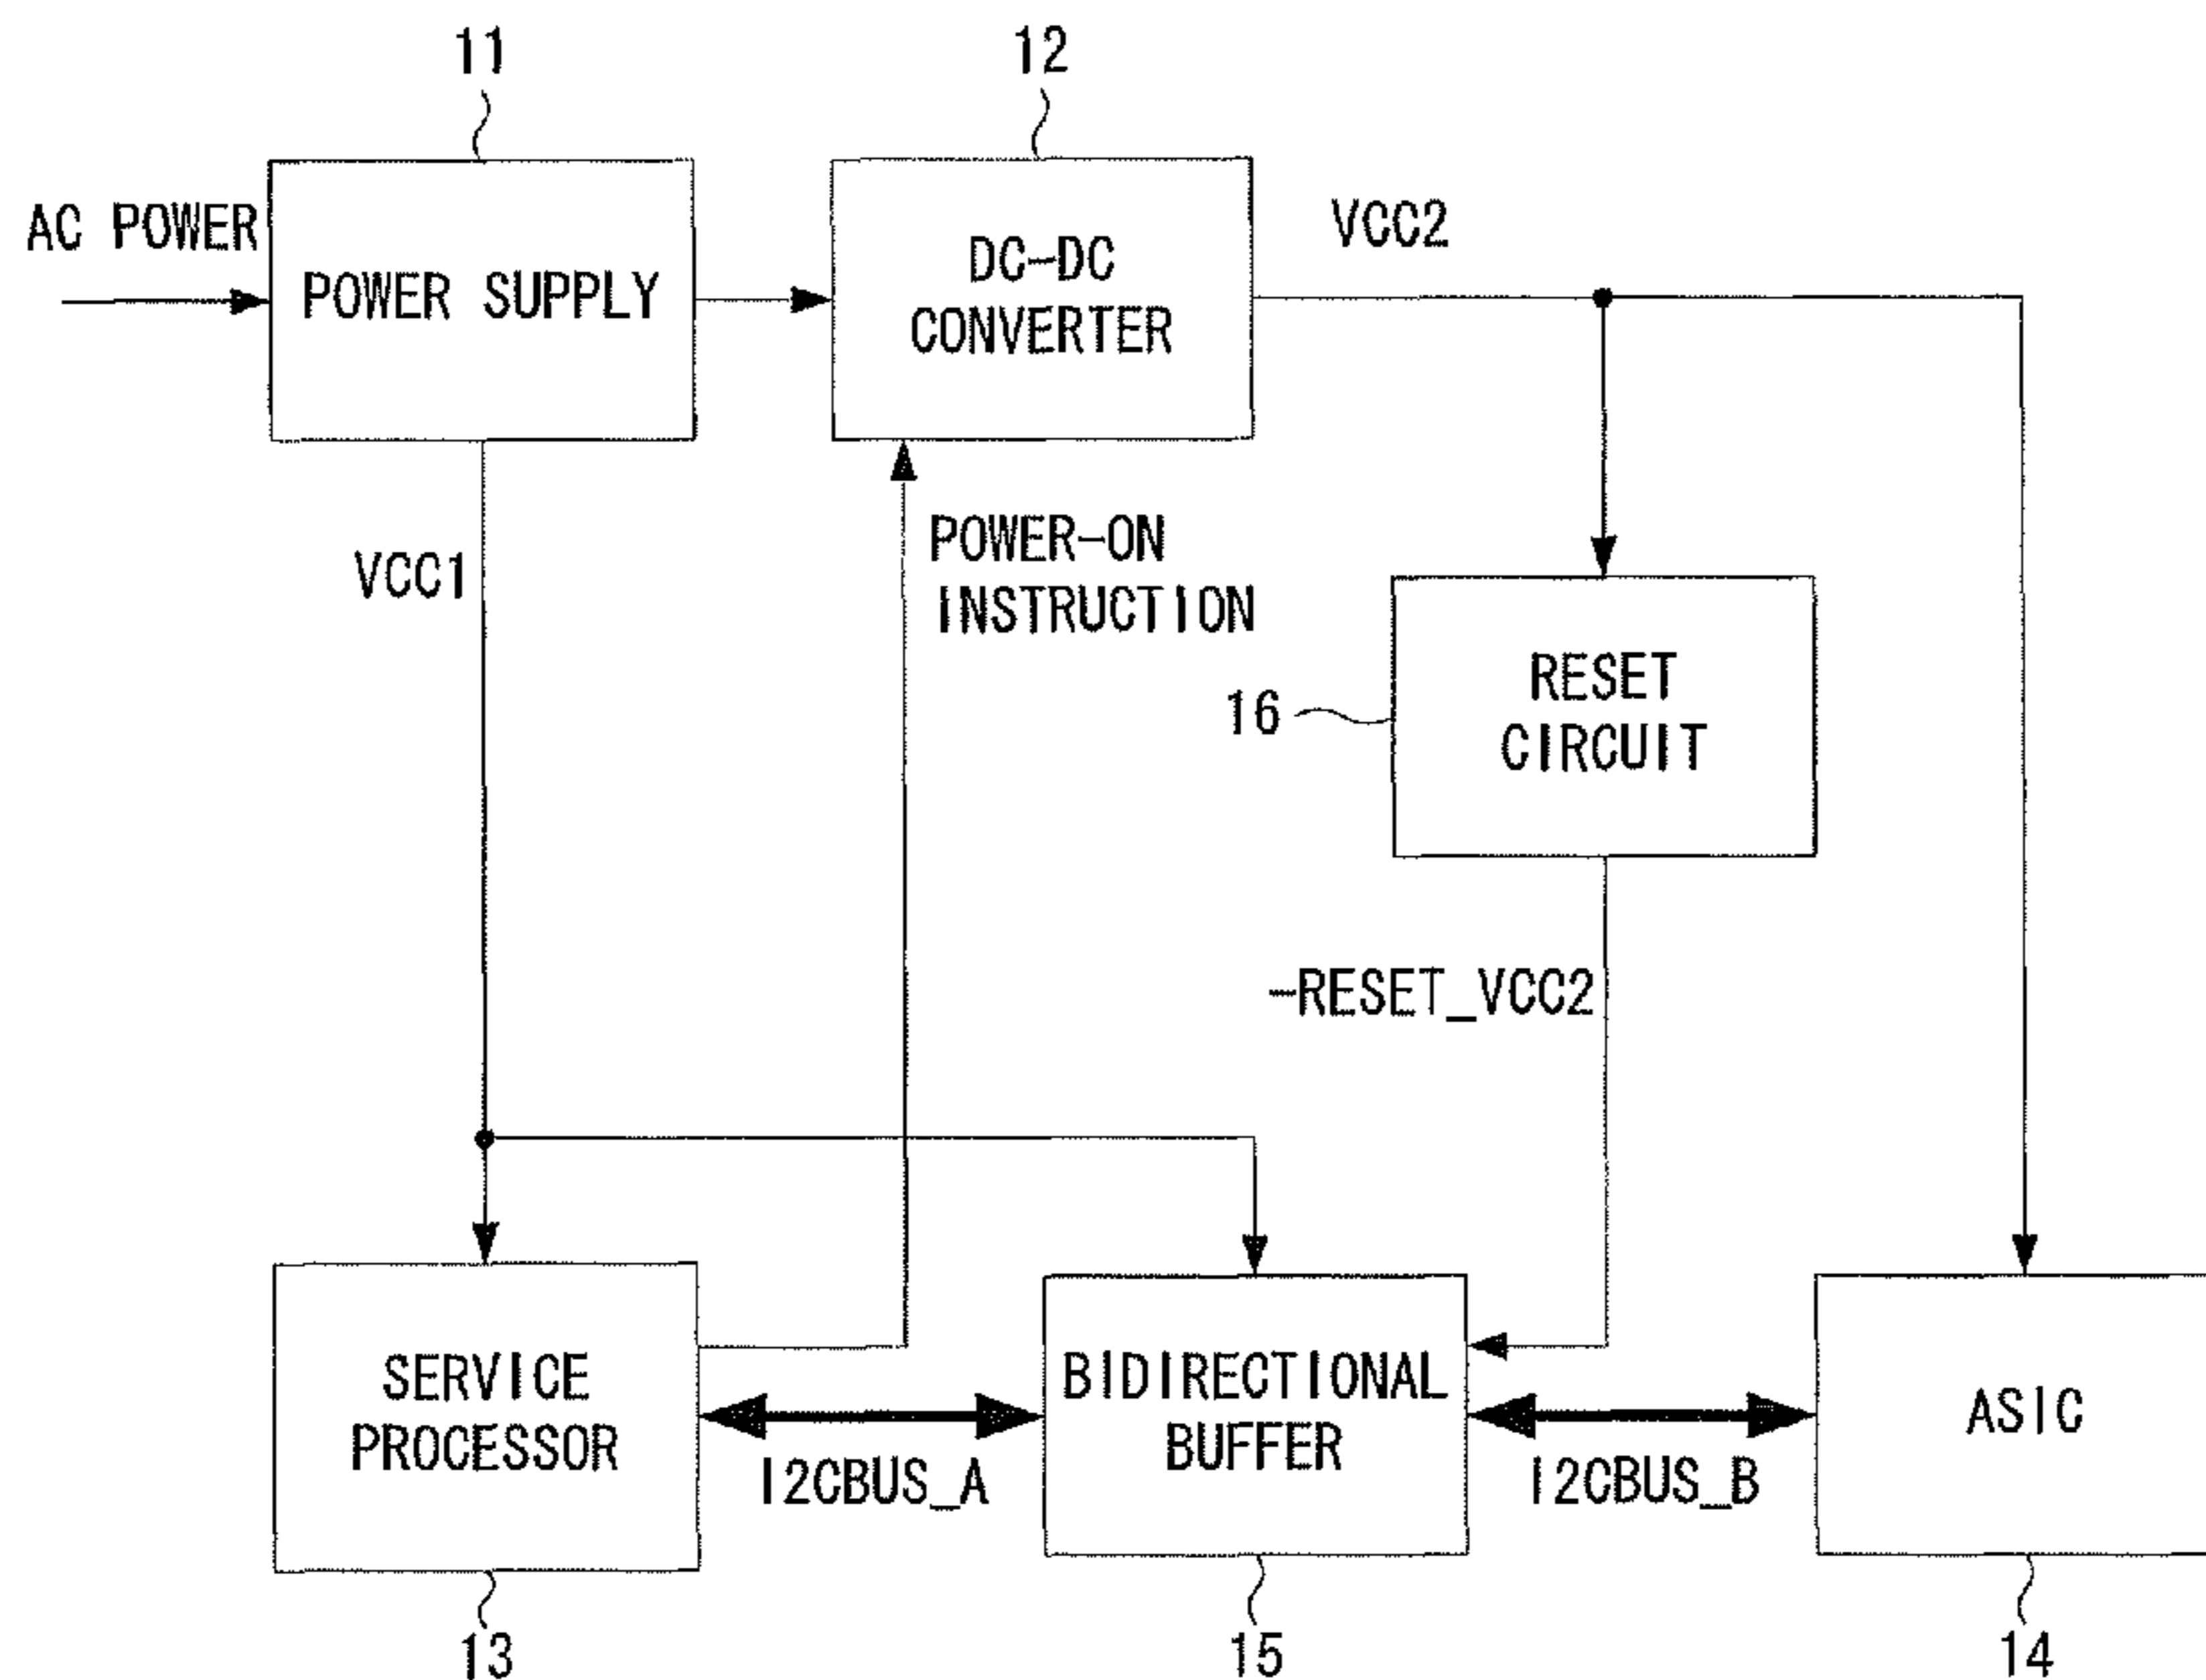 11
12
AC POWER
POWER SUPPLY
DC-DC
CONVERTER
VCC2
VCC1
POWER-ON
INSTRUCTION
16
RESET
CIRCUIT
-RESET_VCC2
SERVICE
PROCESSOR
I2CBUS_A
BIDIRECTIONAL
BUFFER
I2CBUS_B
ASIC
13
15
14